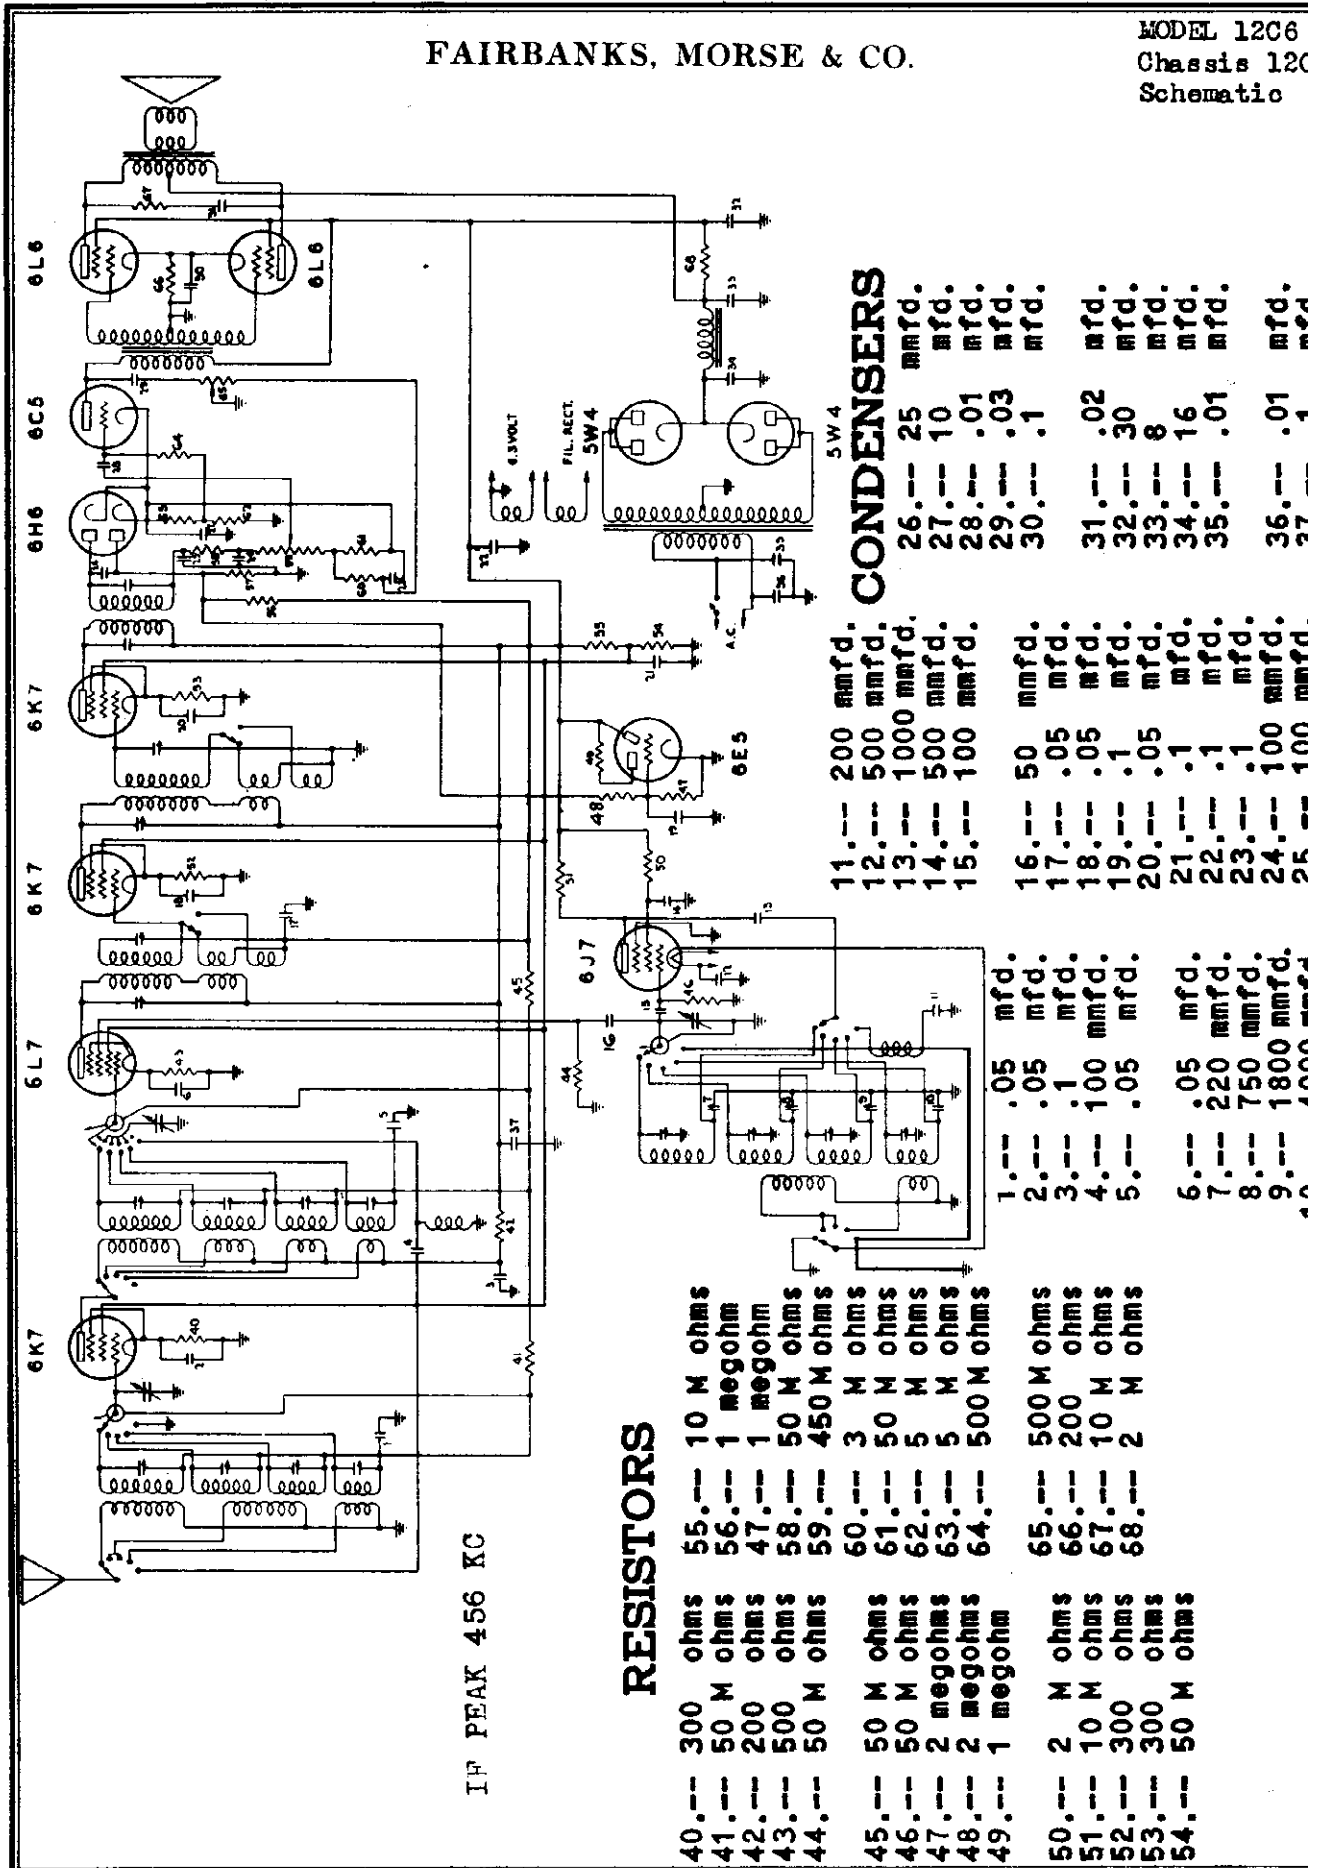 FAIRBANKS, MORSE & CO.
MODEL 12C6
Chassis 12C
Schematic
6K7
6L7
6K7
6K7
6H6
6C5
6L6
6L6
6J7
6E5
5W4
5W4
6.3 VOLT
FIL. RECT.
A.C.
IF PEAK 456 KC
RESISTORS
40.-- 300 ohms
41.-- 50 M ohms
42.-- 200 ohms
43.-- 500 ohms
44.-- 50 M ohms
45.-- 50 M ohms
46.-- 50 M ohms
47.-- 2 megohms
48.-- 2 megohms
49.-- 1 megohm
50.-- 2 M ohms
51.-- 10 M ohms
52.-- 300 ohms
53.-- 300 ohms
54.-- 50 M ohms
55.-- 10 M ohms
56.-- 1 megohm
47.-- 1 megohm
58.-- 50 M ohms
59.-- 450 M ohms
60.-- 3 M ohms
61.-- 50 M ohms
62.-- 5 M ohms
63.-- 5 M ohms
64.-- 500 M ohms
65.-- 500 M ohms
66.-- 200 ohms
67.-- 10 M ohms
68.-- 2 M ohms
CONDENSERS
1.-- .05 mfd.
2.-- .05 mfd.
3.-- .1 mfd.
4.-- 100 mmfd.
5.-- .05 mfd.
6.-- .05 mfd.
7.-- 220 mmfd.
8.-- 750 mmfd.
9.-- 1800 mmfd.
11.-- 200 mmfd.
12.-- 500 mmfd.
13.-- 1000 mmfd.
14.-- 500 mmfd.
15.-- 100 mmfd.
16.-- 50 mmfd.
17.-- .05 mfd.
18.-- .05 mfd.
19.-- .1 mfd.
20.-- .05 mfd.
21.-- .1 mfd.
22.-- .1 mfd.
23.-- .1 mfd.
24.-- 100 mmfd.
25.-- 100 mmfd.
26.-- 25 mmfd.
27.-- 10 mfd.
28.-- .01 mfd.
29.-- .03 mfd.
30.-- .1 mfd.
31.-- .02 mfd.
32.-- 30 mfd.
33.-- 8 mfd.
34.-- 16 mfd.
35.-- .01 mfd.
36.-- .01 mfd.
37.-- .1 mfd